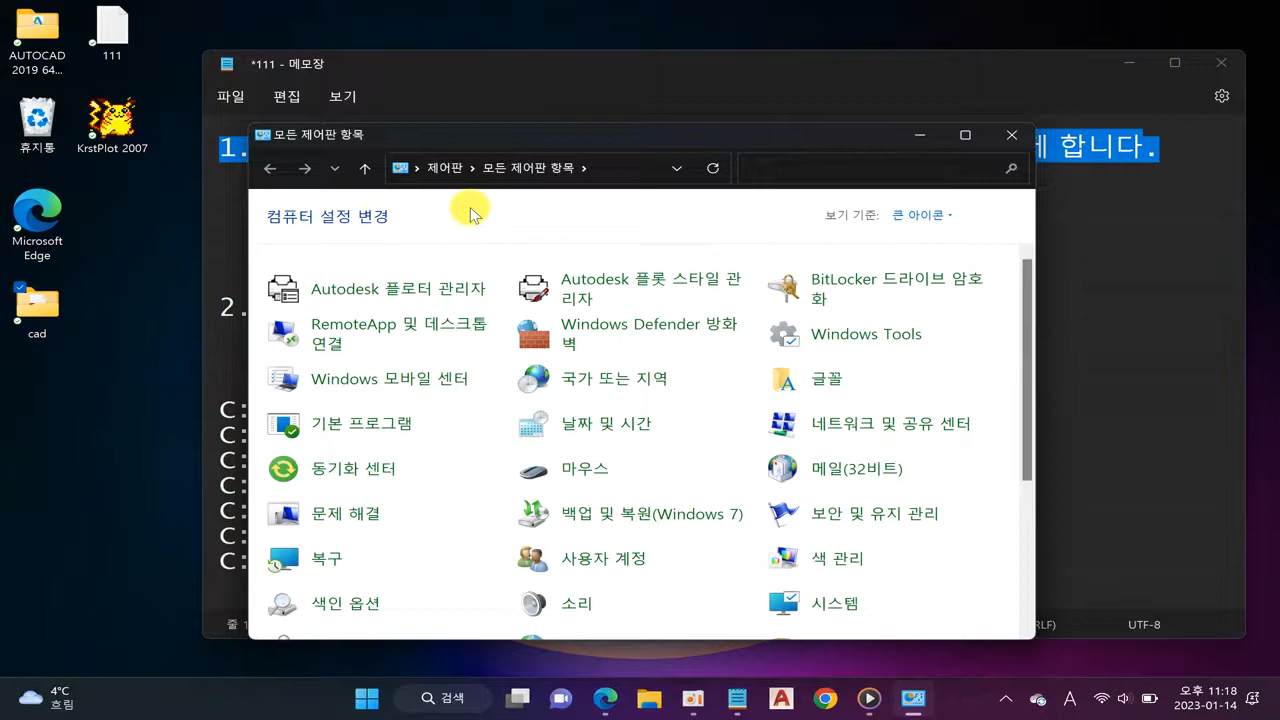 AUTOCAD
2019 64...
111
휴지통
KrstPlot 2007
Microsoft
Edge
cad
*111 - 메모장
파일 편집 보기
1.
합니다.
2.
C:
C:
C:
C:
C:
C:
C:
줄 1
RLF)
UTF-8
모든 제어판 항목
제어판 › 모든 제어판 항목 ›
컴퓨터 설정 변경
보기 기준: 큰 아이콘
Autodesk 플로터 관리자
Autodesk 플롯 스타일 관
리자
BitLocker 드라이브 암호
화
RemoteApp 및 데스크톱
연결
Windows Defender 방화
벽
Windows Tools
Windows 모바일 센터
국가 또는 지역
글꼴
기본 프로그램
날짜 및 시간
네트워크 및 공유 센터
동기화 센터
마우스
메일(32비트)
문제 해결
백업 및 복원(Windows 7)
보안 및 유지 관리
복구
사용자 계정
색 관리
색인 옵션
소리
시스템
4°C
흐림
검색
A
오후 11:18
2023-01-14